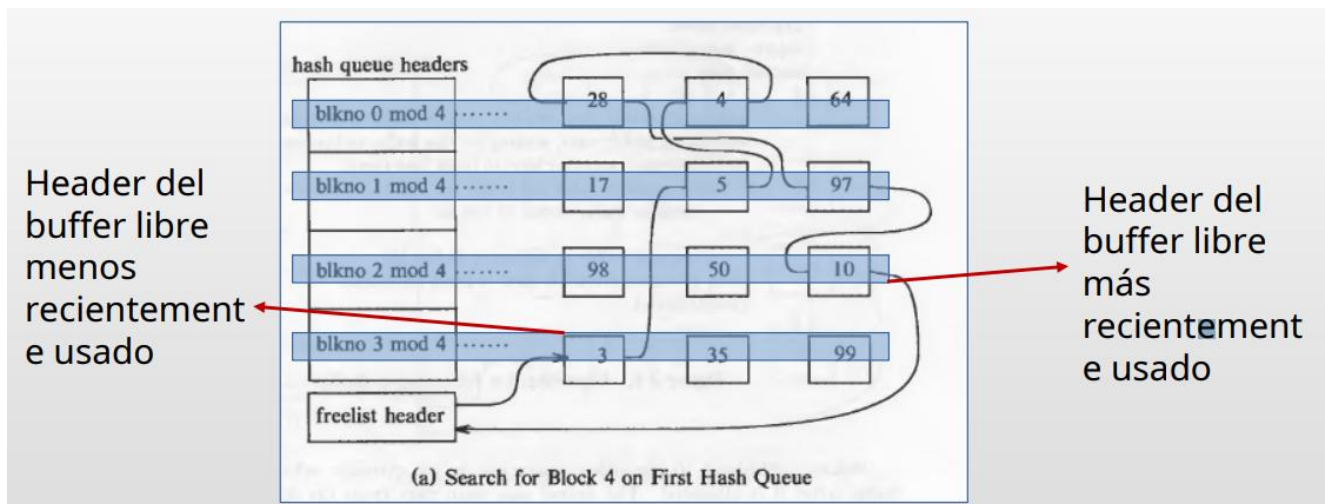 hash queue headers
blkno 0 mod 4 ....... 28 4 64
blkno 1 mod 4 ....... 17 5 97
blkno 2 mod 4 ....... 98 50 10
blkno 3 mod 4 ....... 3 35 99
freelist header
(a) Search for Block 4 on First Hash Queue
Header del
buffer libre
menos
recientement
e usado
Header del
buffer libre
más
recientement
e usado